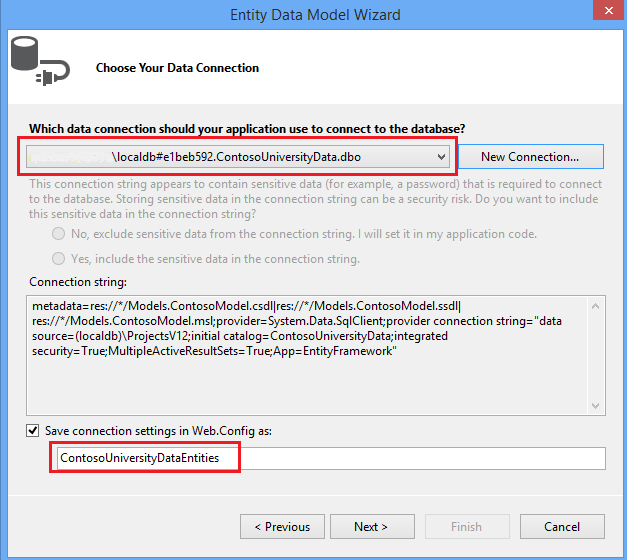 Entity Data Model Wizard
Choose Your Data Connection
Which data connection should your application use to connect to the database?
\localdb#e1beb592.ContosoUniversityData.dbo
New Connection...
This connection string appears to contain sensitive data (for example, a password) that is required to connect
to the database. Storing sensitive data in the connection string can be a security risk. Do you want to include
this sensitive data in the connection string?
No, exclude sensitive data from the connection string. I will set it in my application code.
Yes, include the sensitive data in the connection string.
Connection string:
metadata=res://*/Models.ContosoModel.csdl|res://*/Models.ContosoModel.ssdl|
res://*/Models.ContosoModel.msl;provider=System.Data.SqlClient;provider connection string="data
source=(localdb)\ProjectsV12;initial catalog=ContosoUniversityData;integrated
security=True;MultipleActiveResultSets=True;App=EntityFramework"
Save connection settings in Web.Config as:
ContosoUniversityDataEntities
< Previous
Next >
Finish
Cancel